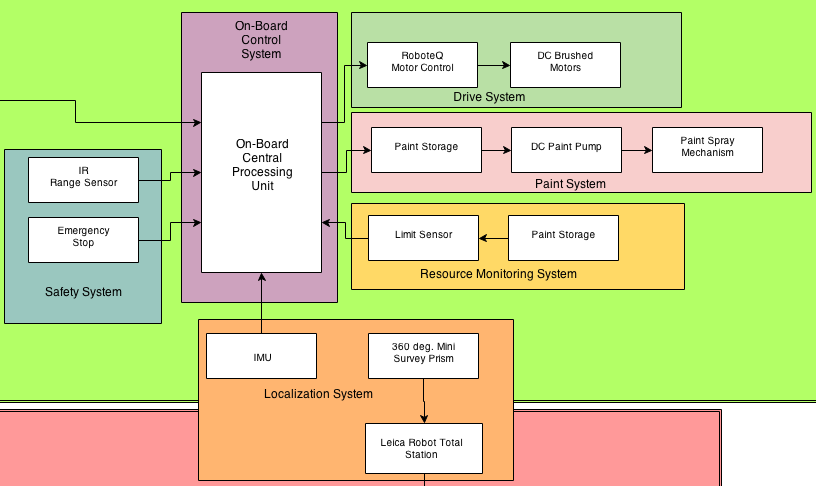 On-Board
Control
System
On-Board
Central
Processing
Unit
RoboteQ
Motor Control
DC Brushed
Motors
Drive System
Paint Storage
DC Paint Pump
Paint Spray
Mechanism
Paint System
IR
Range Sensor
Emergency
Stop
Safety System
Limit Sensor
Paint Storage
Resource Monitoring System
IMU
360 deg. Mini
Survey Prism
Localization System
Leica Robot Total
Station